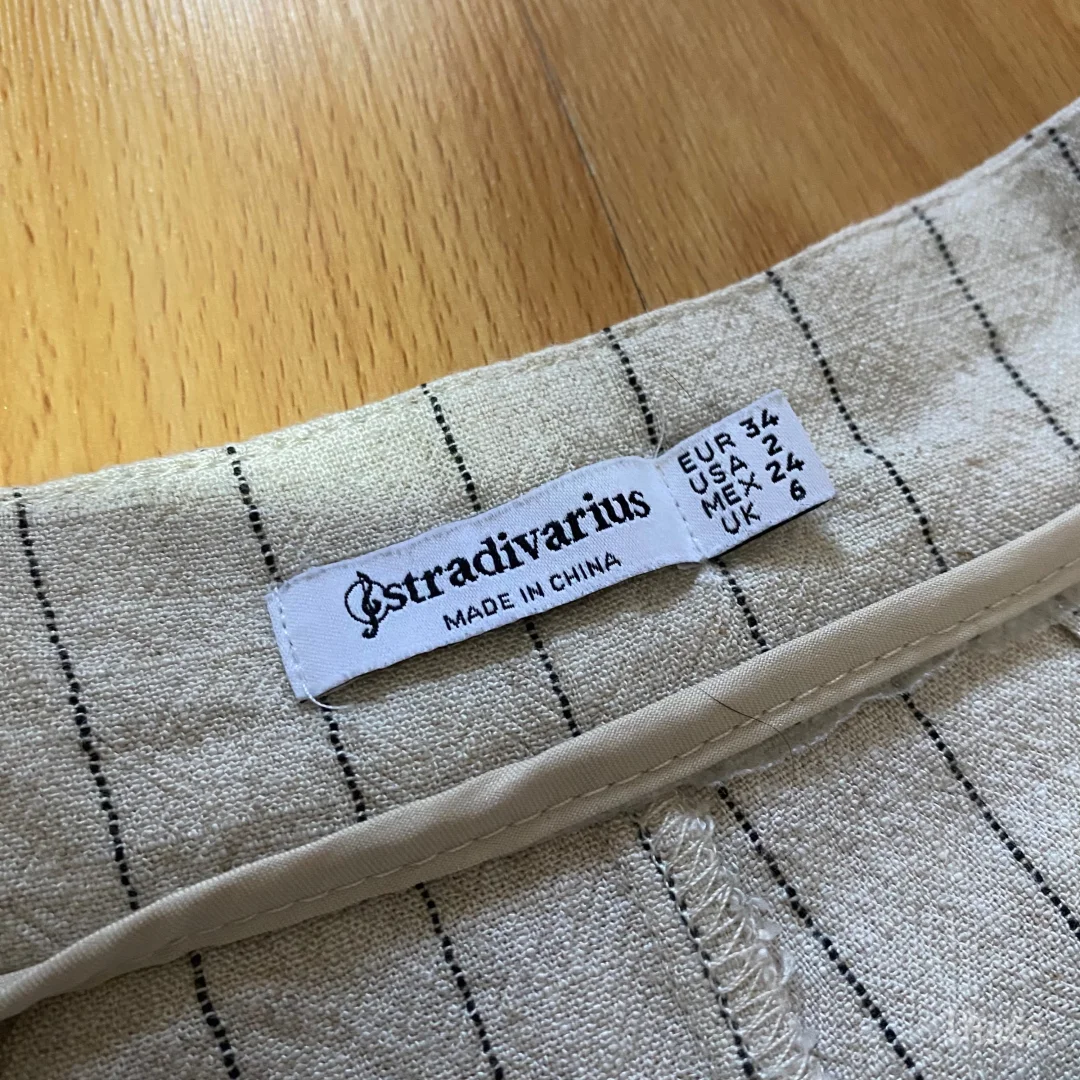 stradivarius
MADE IN CHINA
EUR 34
USA 2
MEX 24
UK 6